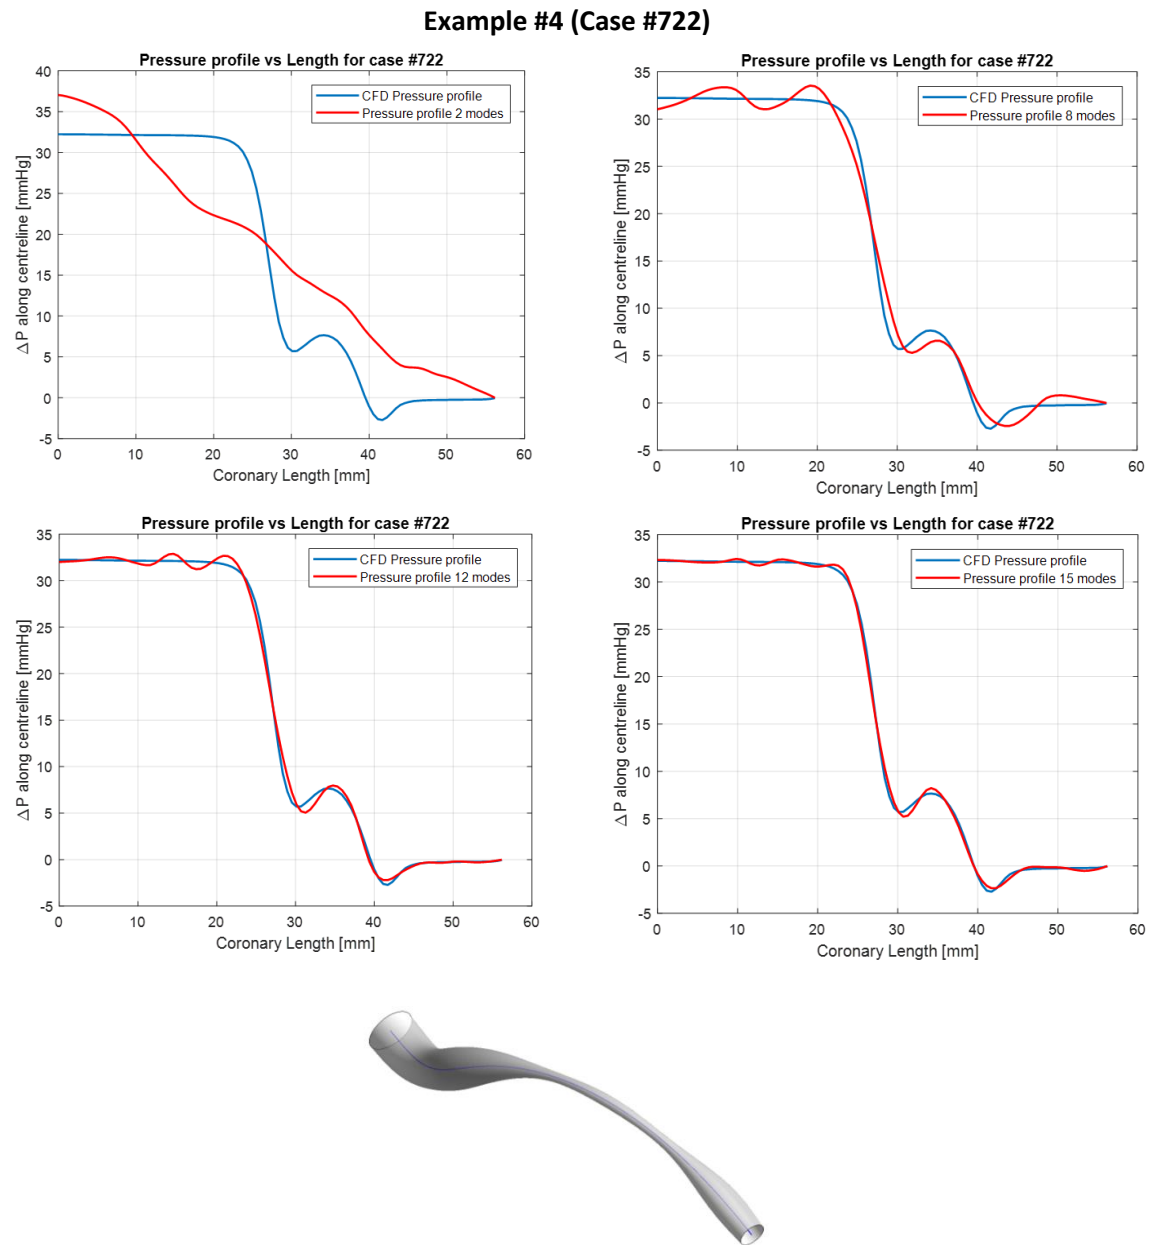 Example #4 (Case #722)
Pressure profile vs Length for case #722
CFD Pressure profile
Pressure profile 2 modes
△P along centreline [mmHg]
40
35
30
25
20
15
10
5
0
-5
0 10 20 30 40 50 60
Coronary Length [mm]
Pressure profile vs Length for case #722
CFD Pressure profile
Pressure profile 8 modes
△P along centreline [mmHg]
35
30
25
20
15
10
5
0
-5
0 10 20 30 40 50 60
Coronary Length [mm]
Pressure profile vs Length for case #722
CFD Pressure profile
Pressure profile 12 modes
△P along centreline [mmHg]
35
30
25
20
15
10
5
0
-5
0 10 20 30 40 50 60
Coronary Length [mm]
Pressure profile vs Length for case #722
CFD Pressure profile
Pressure profile 15 modes
△P along centreline [mmHg]
35
30
25
20
15
10
5
0
-5
0 10 20 30 40 50 60
Coronary Length [mm]